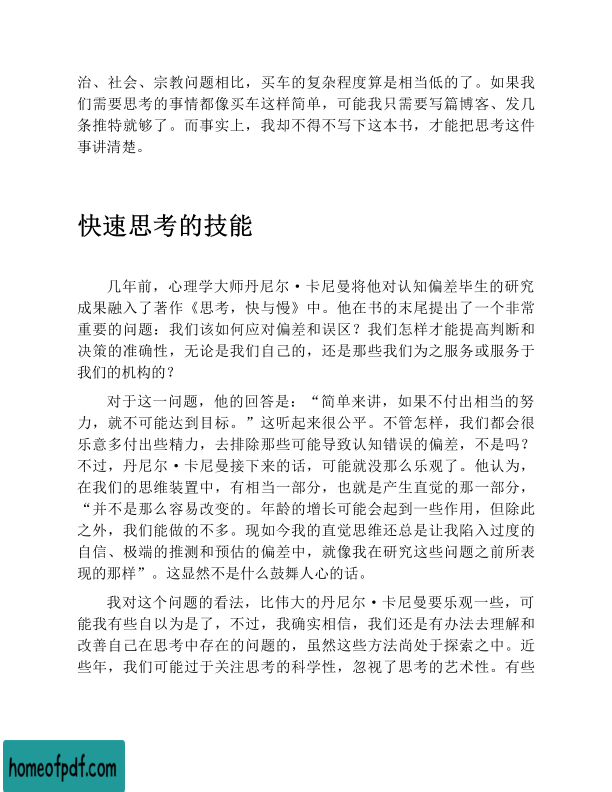 治、社会、宗教问题相比，买车的复杂程度算是相当低的了。如果我
们需要思考的事情都像买车这样简单，可能我只需要写篇博客、发几
条推特就够了。而事实上，我却不得不写下这本书，才能把思考这件
事讲清楚。
快速思考的技能
几年前，心理学大师丹尼尔·卡尼曼将他对认知偏差毕生的研究
成果融入了著作《思考，快与慢》中。他在书的末尾提出了一个非常
重要的问题：我们该如何应对偏差和误区？我们怎样才能提高判断和
决策的准确性，无论是我们自己的，还是那些我们为之服务或服务于
我们的机构的？
对于这一问题，他的回答是：“简单来讲，如果不付出相当的努
力，就不可能达到目标。”这听起来很公平。不管怎样，我们都会很
乐意多付出些精力，去排除那些可能导致认知错误的偏差，不是吗？
不过，丹尼尔·卡尼曼接下来的话，可能就没那么乐观了。他认为，
在我们的思维装置中，有相当一部分，也就是产生直觉的那一部分，
“并不是那么容易改变的。年龄的增长可能会起到一些作用，但除此
之外，我们能做的不多。现如今我的直觉思维还总是让我陷入过度的
自信、极端的推测和预估的偏差中，就像我在研究这些问题之前所表
现的那样”。这显然不是什么鼓舞人心的话。
我对这个问题的看法，比伟大的丹尼尔·卡尼曼要乐观一些，可
能我有些自以为是了，不过，我确实相信，我们还是有办法去理解和
改善自己在思考中存在的问题的，虽然这些方法尚处于探索之中。近
些年，我们可能过于关注思考的科学性，忽视了思考的艺术性。有些
homeofpdf.com